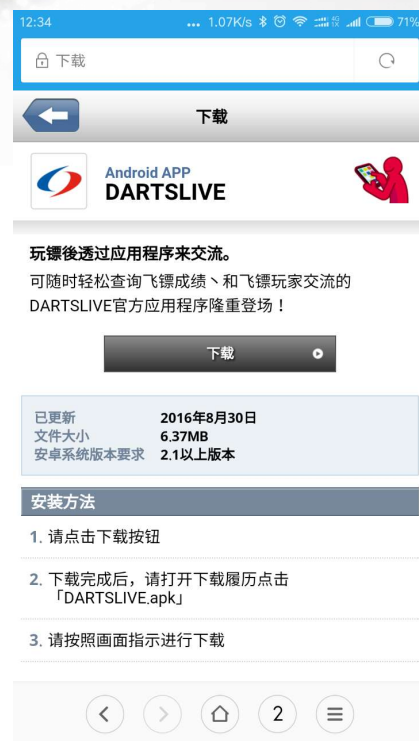 12:34 ... 1.07K/s 71%
下载
下载
Android APP
DARTSLIVE
玩镖後透过应用程序来交流。
可随时轻松查询飞镖成绩、和飞镖玩家交流的
DARTSLIVE官方应用程序隆重登场！
下载
已更新 2016年8月30日
文件大小 6.37MB
安卓系统版本要求 2.1以上版本
安装方法
1. 请点击下载按钮
2. 下载完成后，请打开下载履历点击
「DARTSLIVE.apk」
3. 请按照画面指示进行下载
2